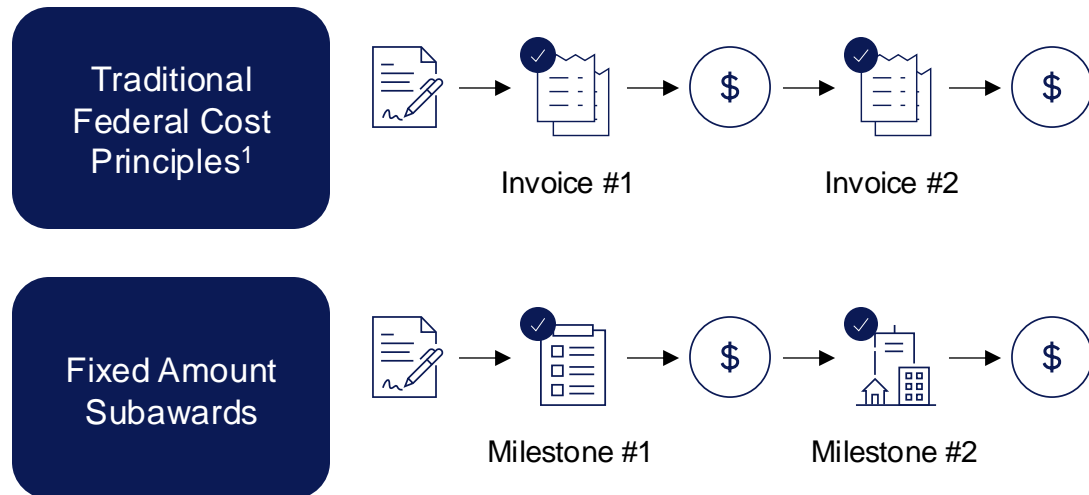 Traditional
Federal Cost
Principles¹
$
$
Invoice #1
Invoice #2
Fixed Amount
Subawards
$
$
Milestone #1
Milestone #2